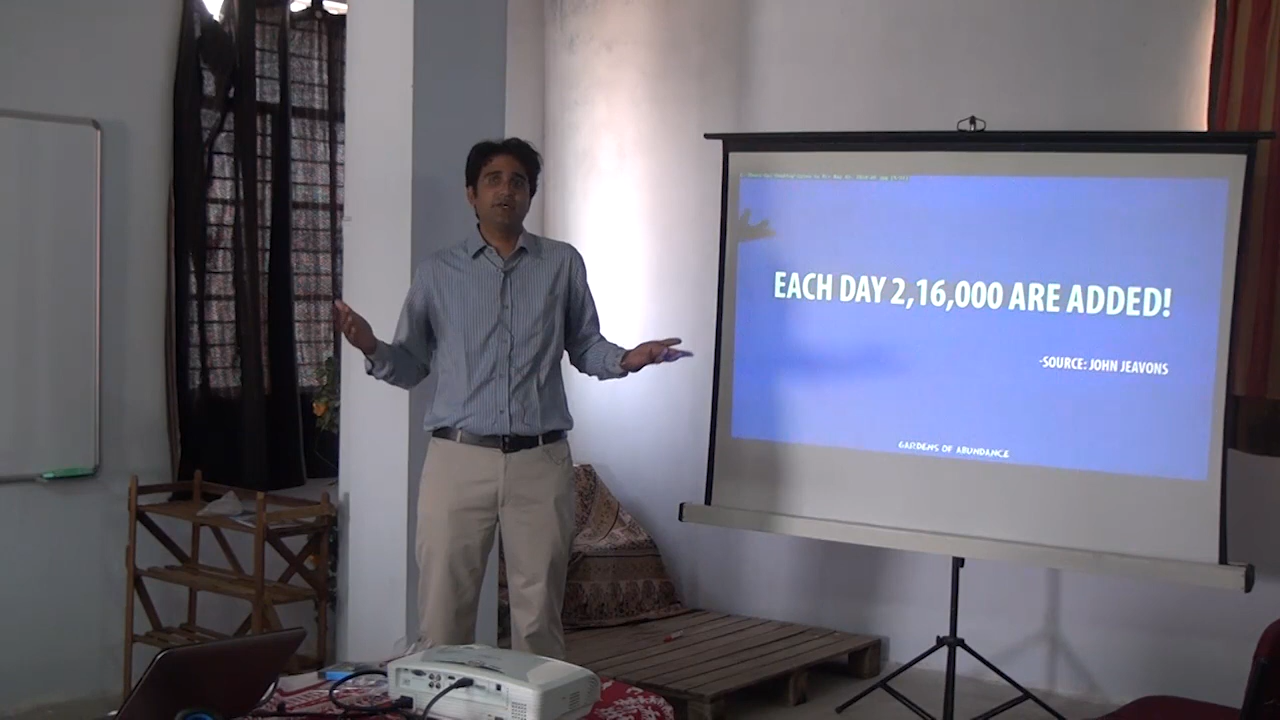 EACH DAY 2,16,000 ARE ADDED!
-SOURCE: JOHN JEAVONS
GARDENS OF ABUNDANCE